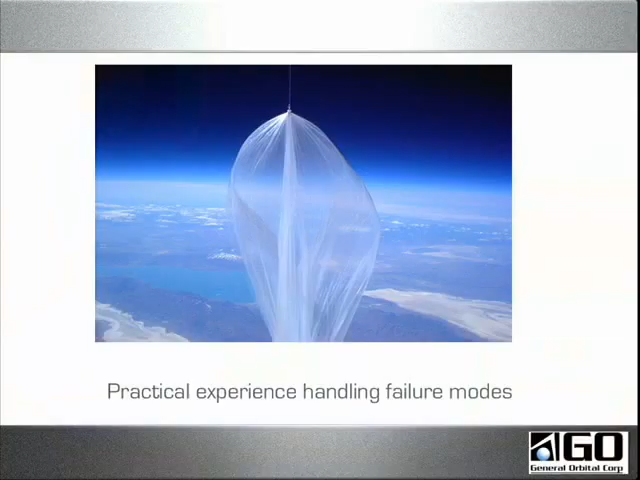 Practical experience handling failure modes
GO
General Orbital Corp